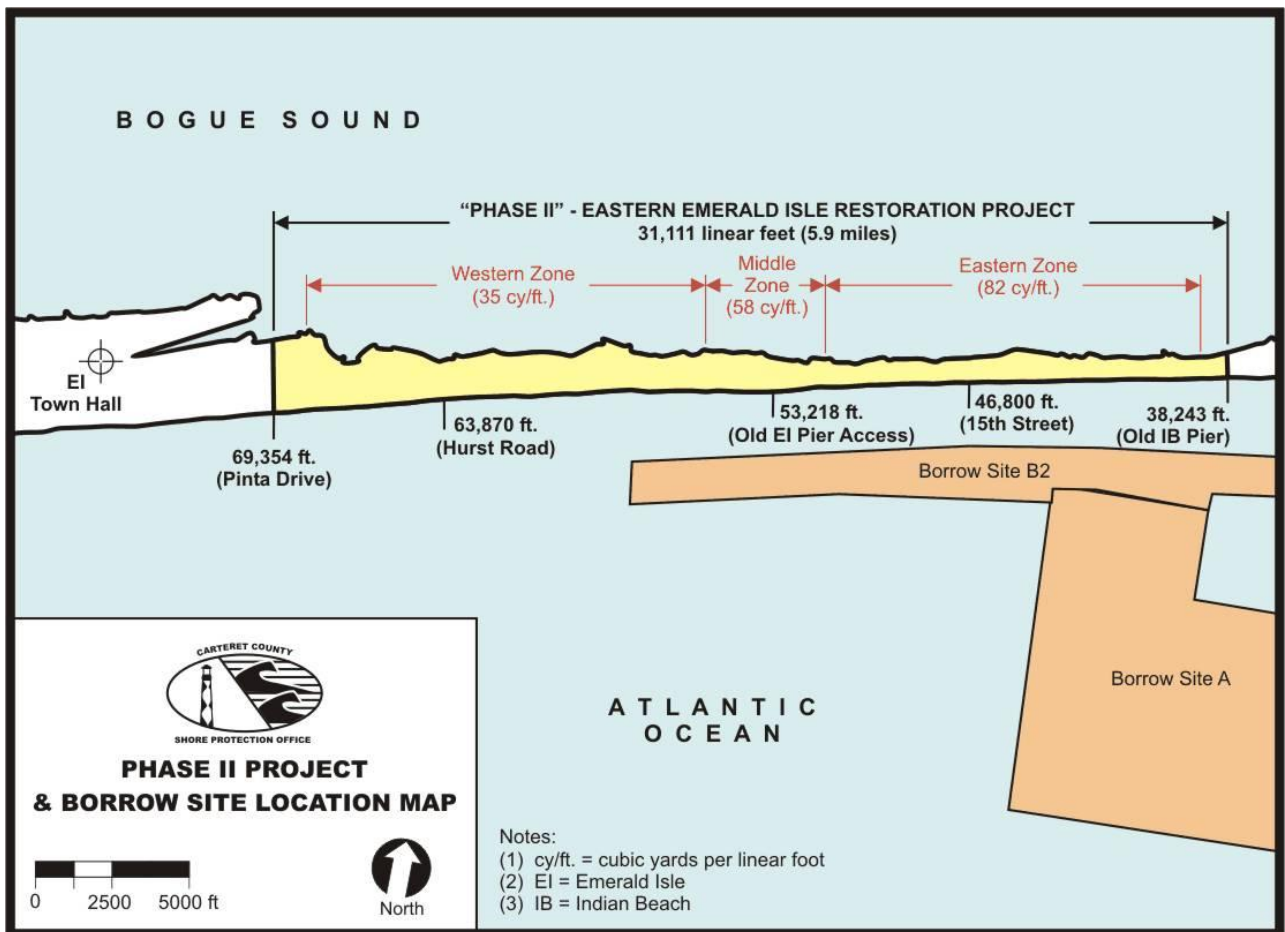 BOGUE SOUND
“PHASE II” - EASTERN EMERALD ISLE RESTORATION PROJECT
31,111 linear feet (5.9 miles)
Western Zone
(35 cy/ft.)
Middle
Zone
(58 cy/ft.)
Eastern Zone
(82 cy/ft.)
EI
Town Hall
69,354 ft.
(Pinta Drive)
63,870 ft.
(Hurst Road)
53,218 ft.
(Old EI Pier Access)
46,800 ft.
(15th Street)
38,243 ft.
(Old IB Pier)
Borrow Site B2
Borrow Site A
ATLANTIC
OCEAN
CARTERET COUNTY
SHORE PROTECTION OFFICE
PHASE II PROJECT
& BORROW SITE LOCATION MAP
0 2500 5000 ft
North
Notes:
(1) cy/ft. = cubic yards per linear foot
(2) EI = Emerald Isle
(3) IB = Indian Beach